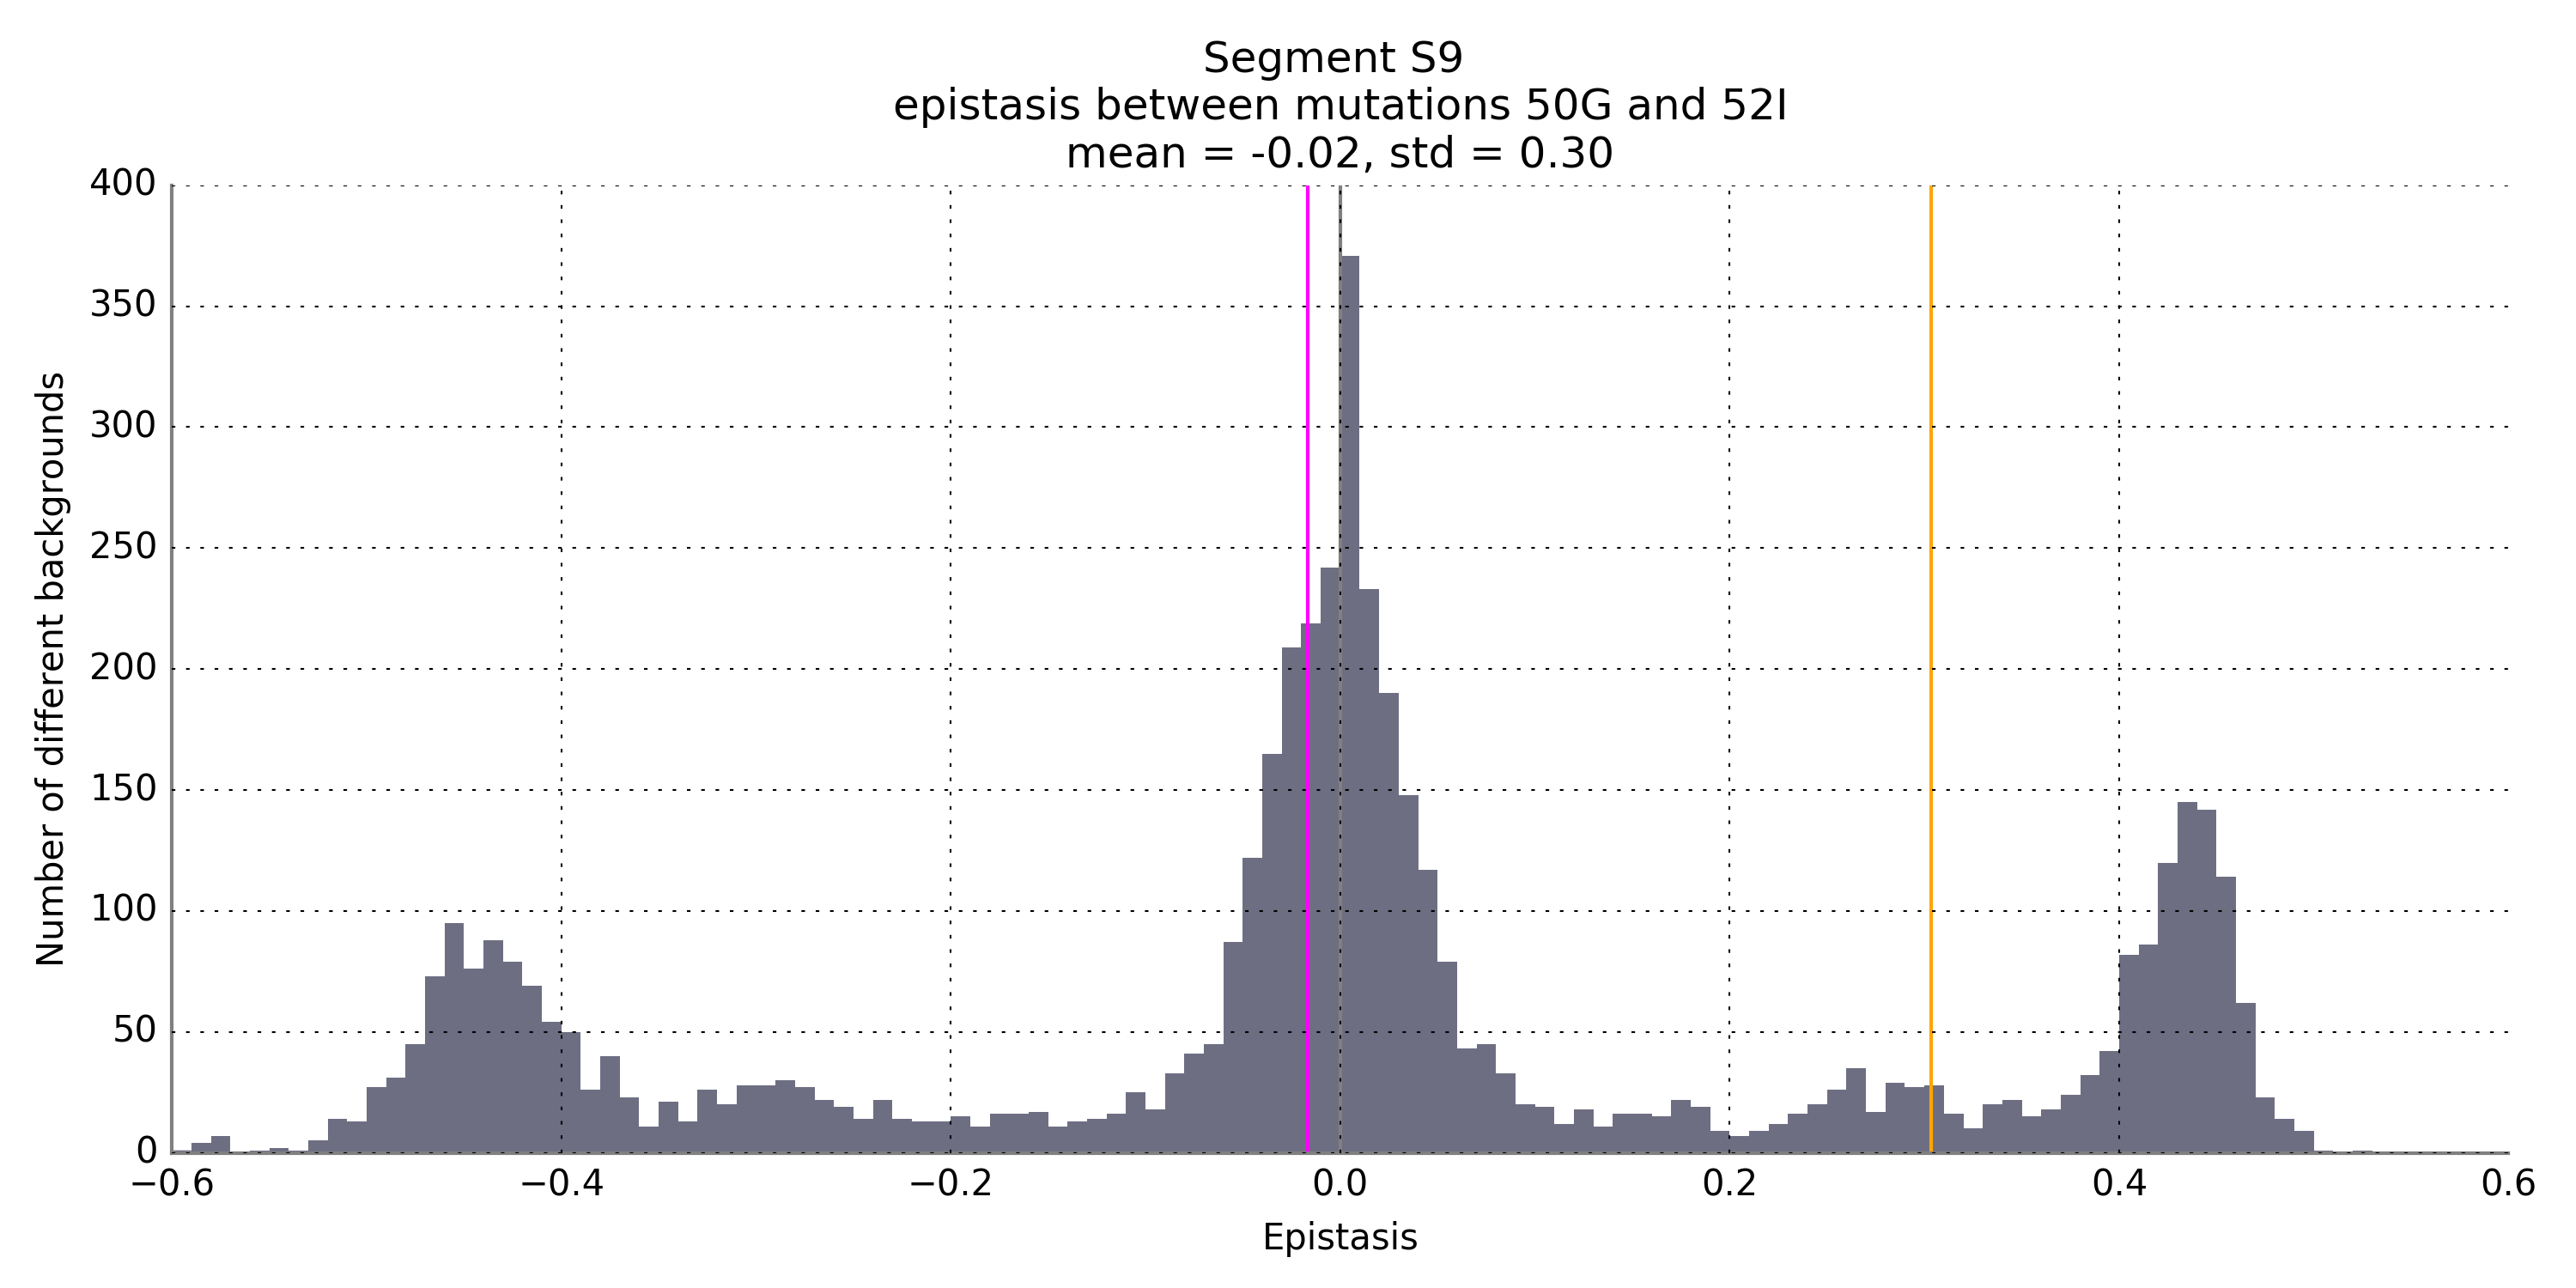 Segment S9
epistasis between mutations 50G and 52I
mean = -0.02, std = 0.30
400
350
300
250
200
150
100
50
0
Number of different backgrounds
−0.6 −0.4 −0.2 0.0 0.2 0.4 0.6
Epistasis